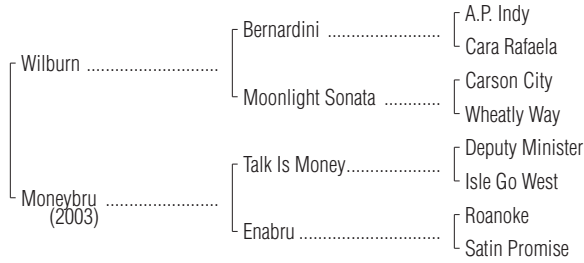 A.P. Indy
Bernardini ......................
Cara Rafaela
Wilburn ..........................
Carson City
Moonlight Sonata ...........
Wheatly Way
Deputy Minister
Talk Is Money...................
Isle Go West
Moneybru ......................
(2003)
Roanoke
Enabru ............................
Satin Promise